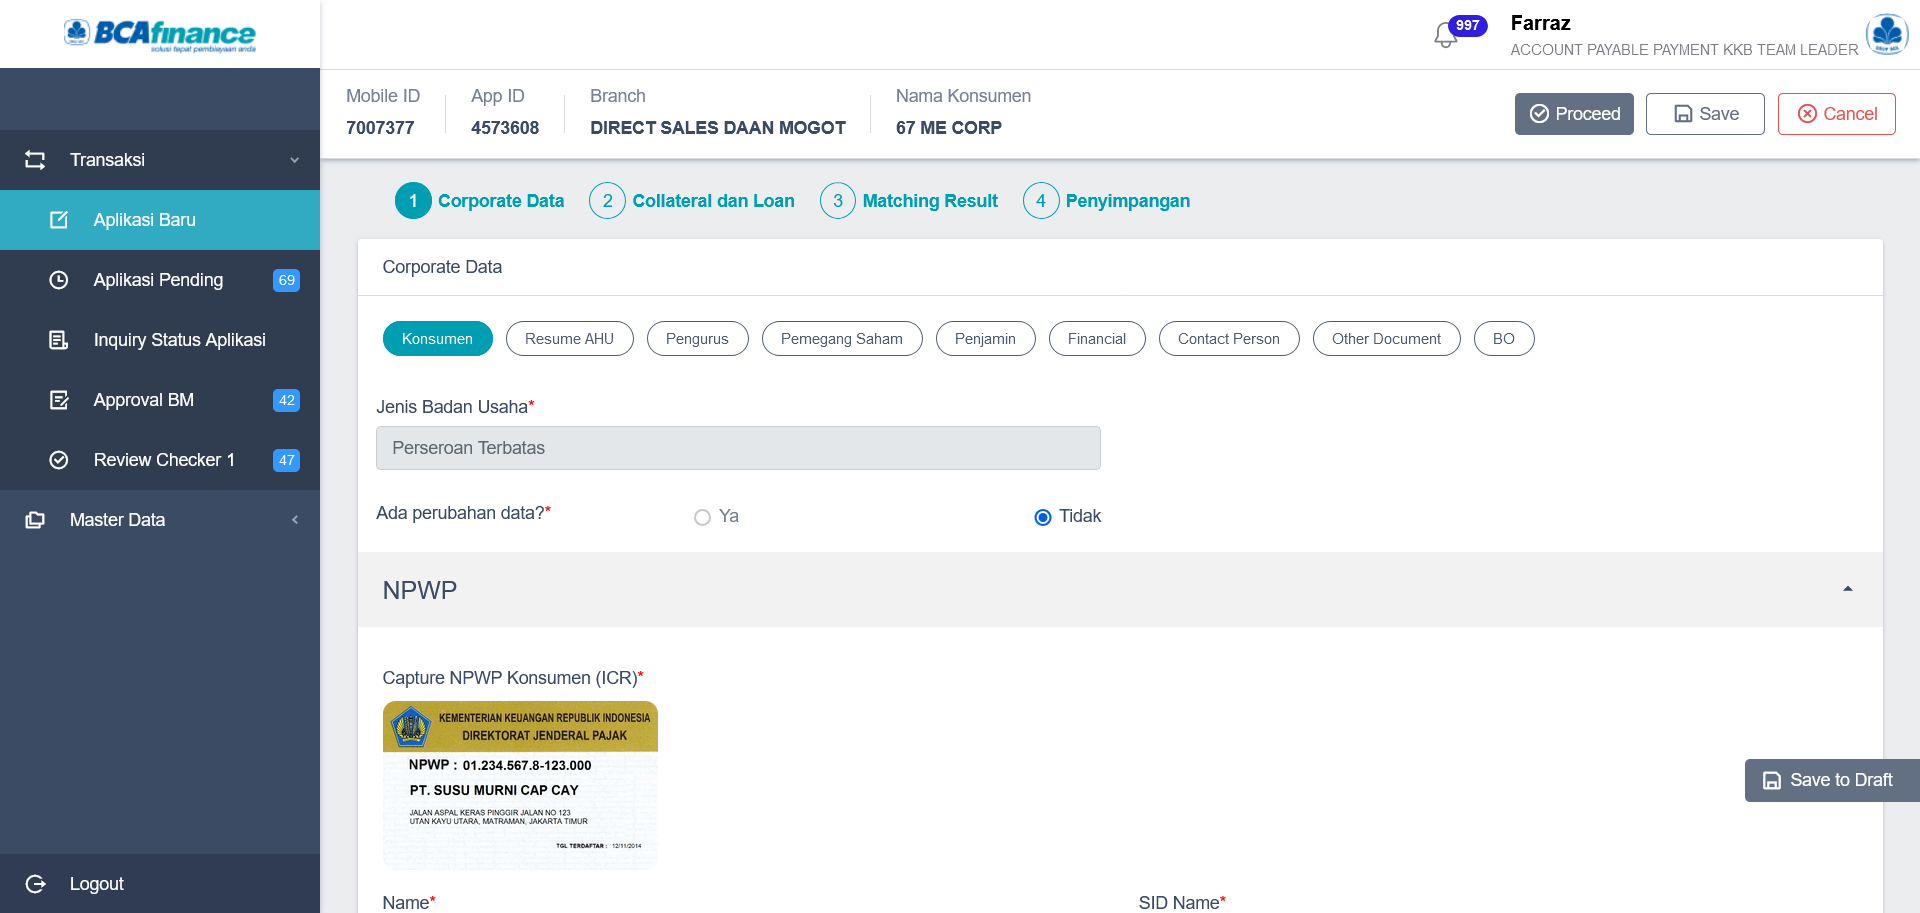 BCAfinance
solusi tepat pembiayaan anda
997
Farraz
ACCOUNT PAYABLE PAYMENT KKB TEAM LEADER
Mobile ID
7007377
App ID
4573608
Branch
DIRECT SALES DAAN MOGOT
Nama Konsumen
67 ME CORP
Proceed
Save
Cancel
Transaksi
Aplikasi Baru
Aplikasi Pending
69
Inquiry Status Aplikasi
Approval BM
42
Review Checker 1
47
Master Data
Logout
1 Corporate Data
2 Collateral dan Loan
3 Matching Result
4 Penyimpangan
Corporate Data
Konsumen
Resume AHU
Pengurus
Pemegang Saham
Penjamin
Financial
Contact Person
Other Document
BO
Jenis Badan Usaha*
Perseroan Terbatas
Ada perubahan data?*
Ya
Tidak
NPWP
Capture NPWP Konsumen (ICR)*
KEMENTERIAN KEUANGAN REPUBLIK INDONESIA
DIREKTORAT JENDERAL PAJAK
NPWP : 01.234.567.8-123.000
PT. SUSU MURNI CAP CAY
JALAN ASPAL KERAS PINGGIR JALAN NO 123
UTAN KAYU UTARA, MATRAMAN, JAKARTA TIMUR
TGL TERDAFTAR : 12/11/2014
Save to Draft
Name*
SID Name*